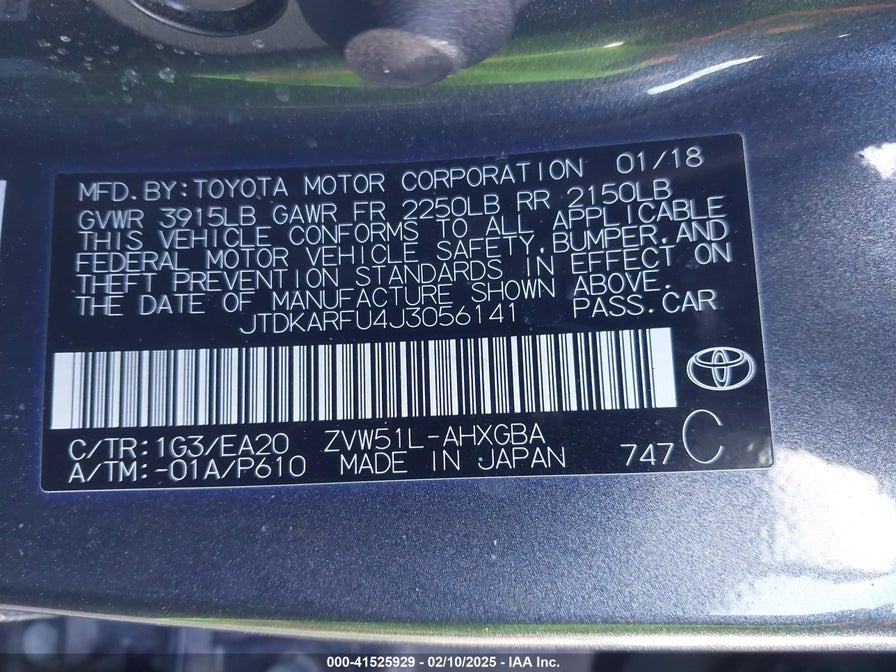 MFD.BY:TOYOTA MOTOR CORPORATION 01/18
GVWR 3915LB GAWR FR 2250LB RR 2150LB
THIS VEHICLE CONFORMS TO ALL APPLICABLE
FEDERAL MOTOR VEHICLE SAFETY,BUMPER,AND
THEFT PREVENTION STANDARDS IN EFFECT ON
THE DATE OF MANUFACTURE SHOWN ABOVE.
JTDKARFU4J3056141 PASS.CAR
C/TR:1G3/EA20 ZVW51L-AHXGBA
A/TM:-01A/P610 MADE IN JAPAN 747 C
000-41525929 - 02/10/2025 - IAA Inc.